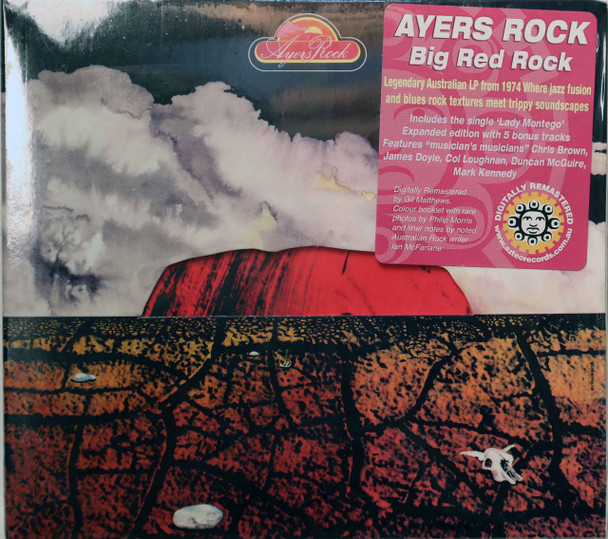 Ayers Rock
AYERS ROCK
Big Red Rock
Legendary Australian LP from 1974 Where jazz fusion
and blues rock textures meet trippy soundscapes
Includes the single 'Lady Montego'
Expanded edition with 5 bonus tracks
Features "musician's musicians" Chris Brown,
James Doyle, Col Loughnan, Duncan McGuire,
Mark Kennedy
Digitally Remastered
by Gil Matthews.
Colour booklet with rare
photos by Philip Morris
and liner notes by noted
Australian Rock writer
Ian McFarlane
DIGITALLY REMASTERED
www.aztecrecords.com.au